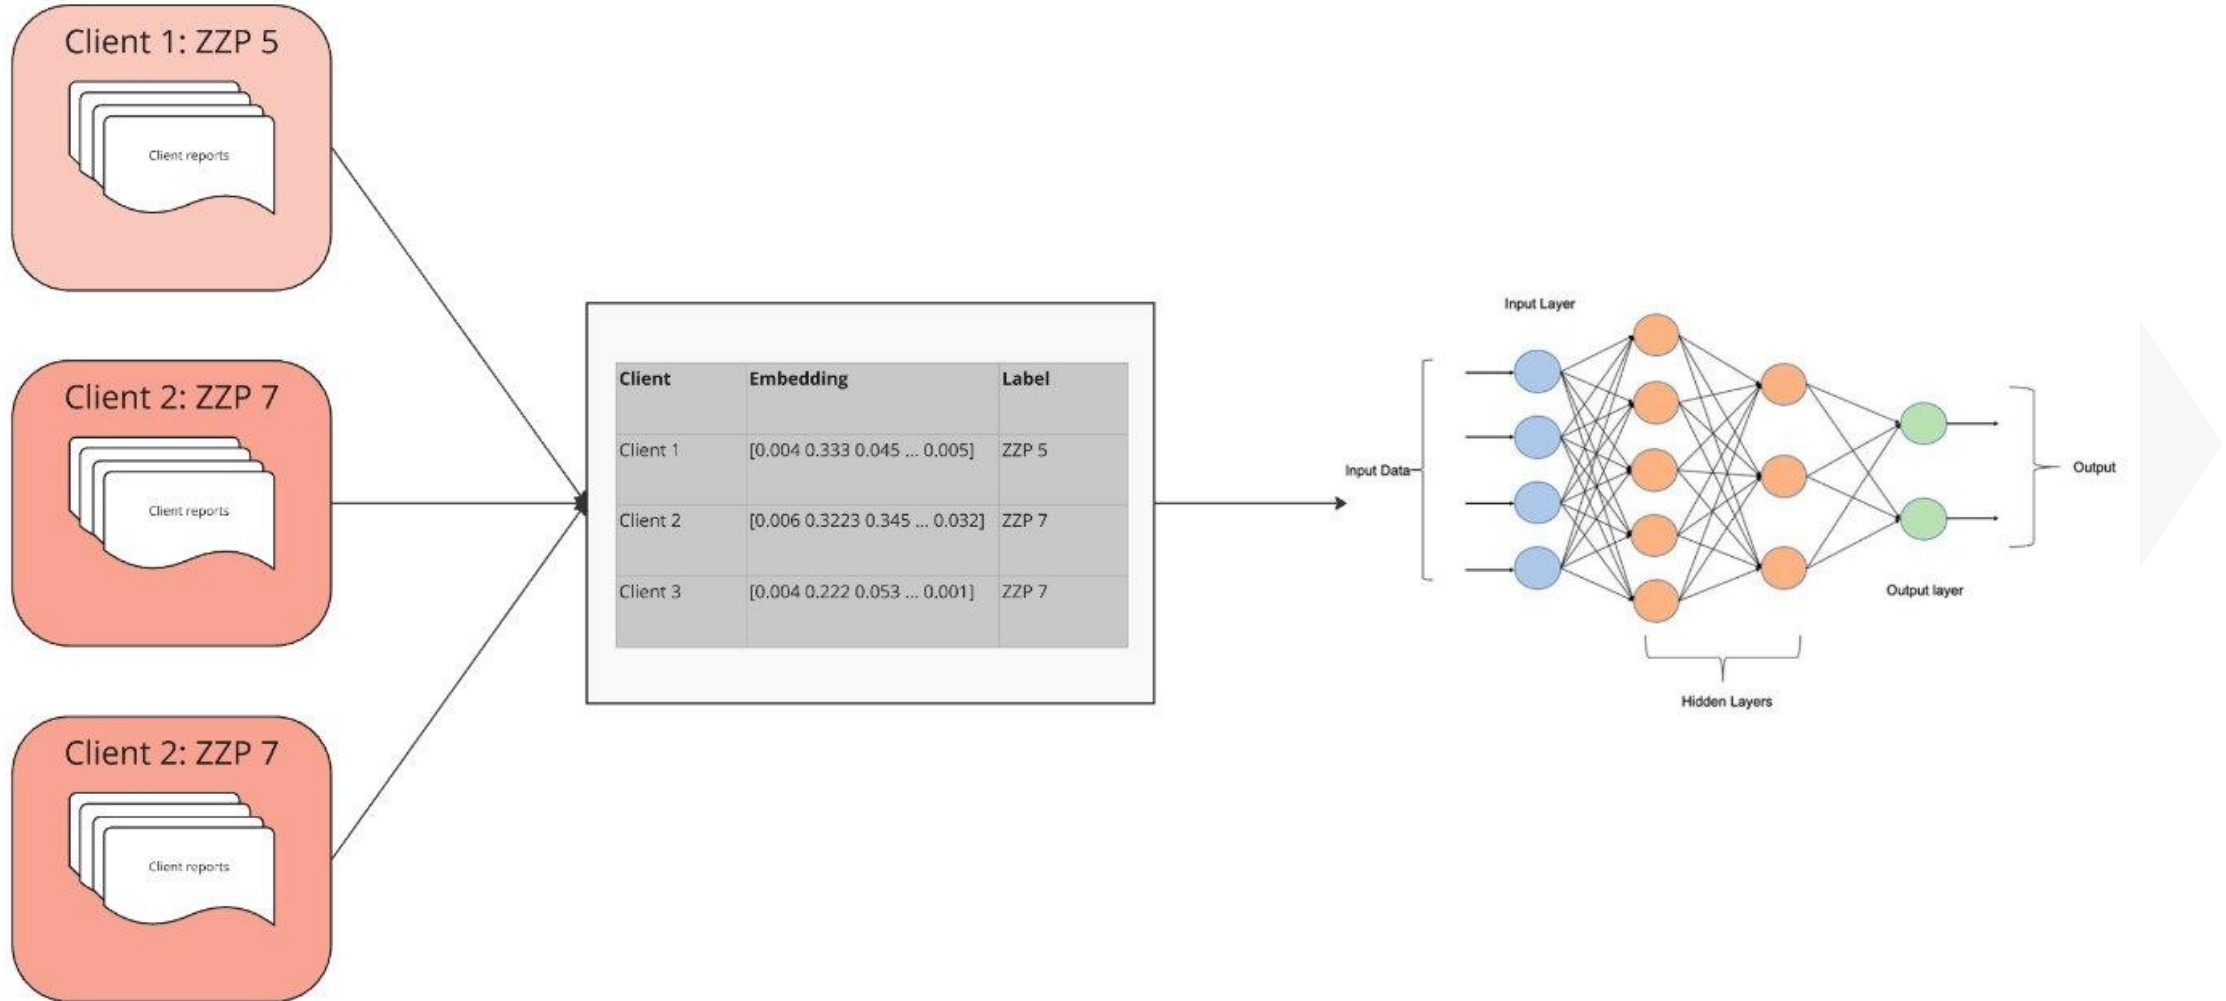 Client 1: ZZP 5
Client reports
Client 2: ZZP 7
Client reports
Client 2: ZZP 7
Client reports
Client Embedding Label
Client 1 [0.004 0.333 0.045 ... 0.005] ZZP 5
Client 2 [0.006 0.3223 0.345 ... 0.032] ZZP 7
Client 3 [0.004 0.222 0.053 ... 0.001] ZZP 7
Input Layer
Input Data
Output
Output layer
Hidden Layers